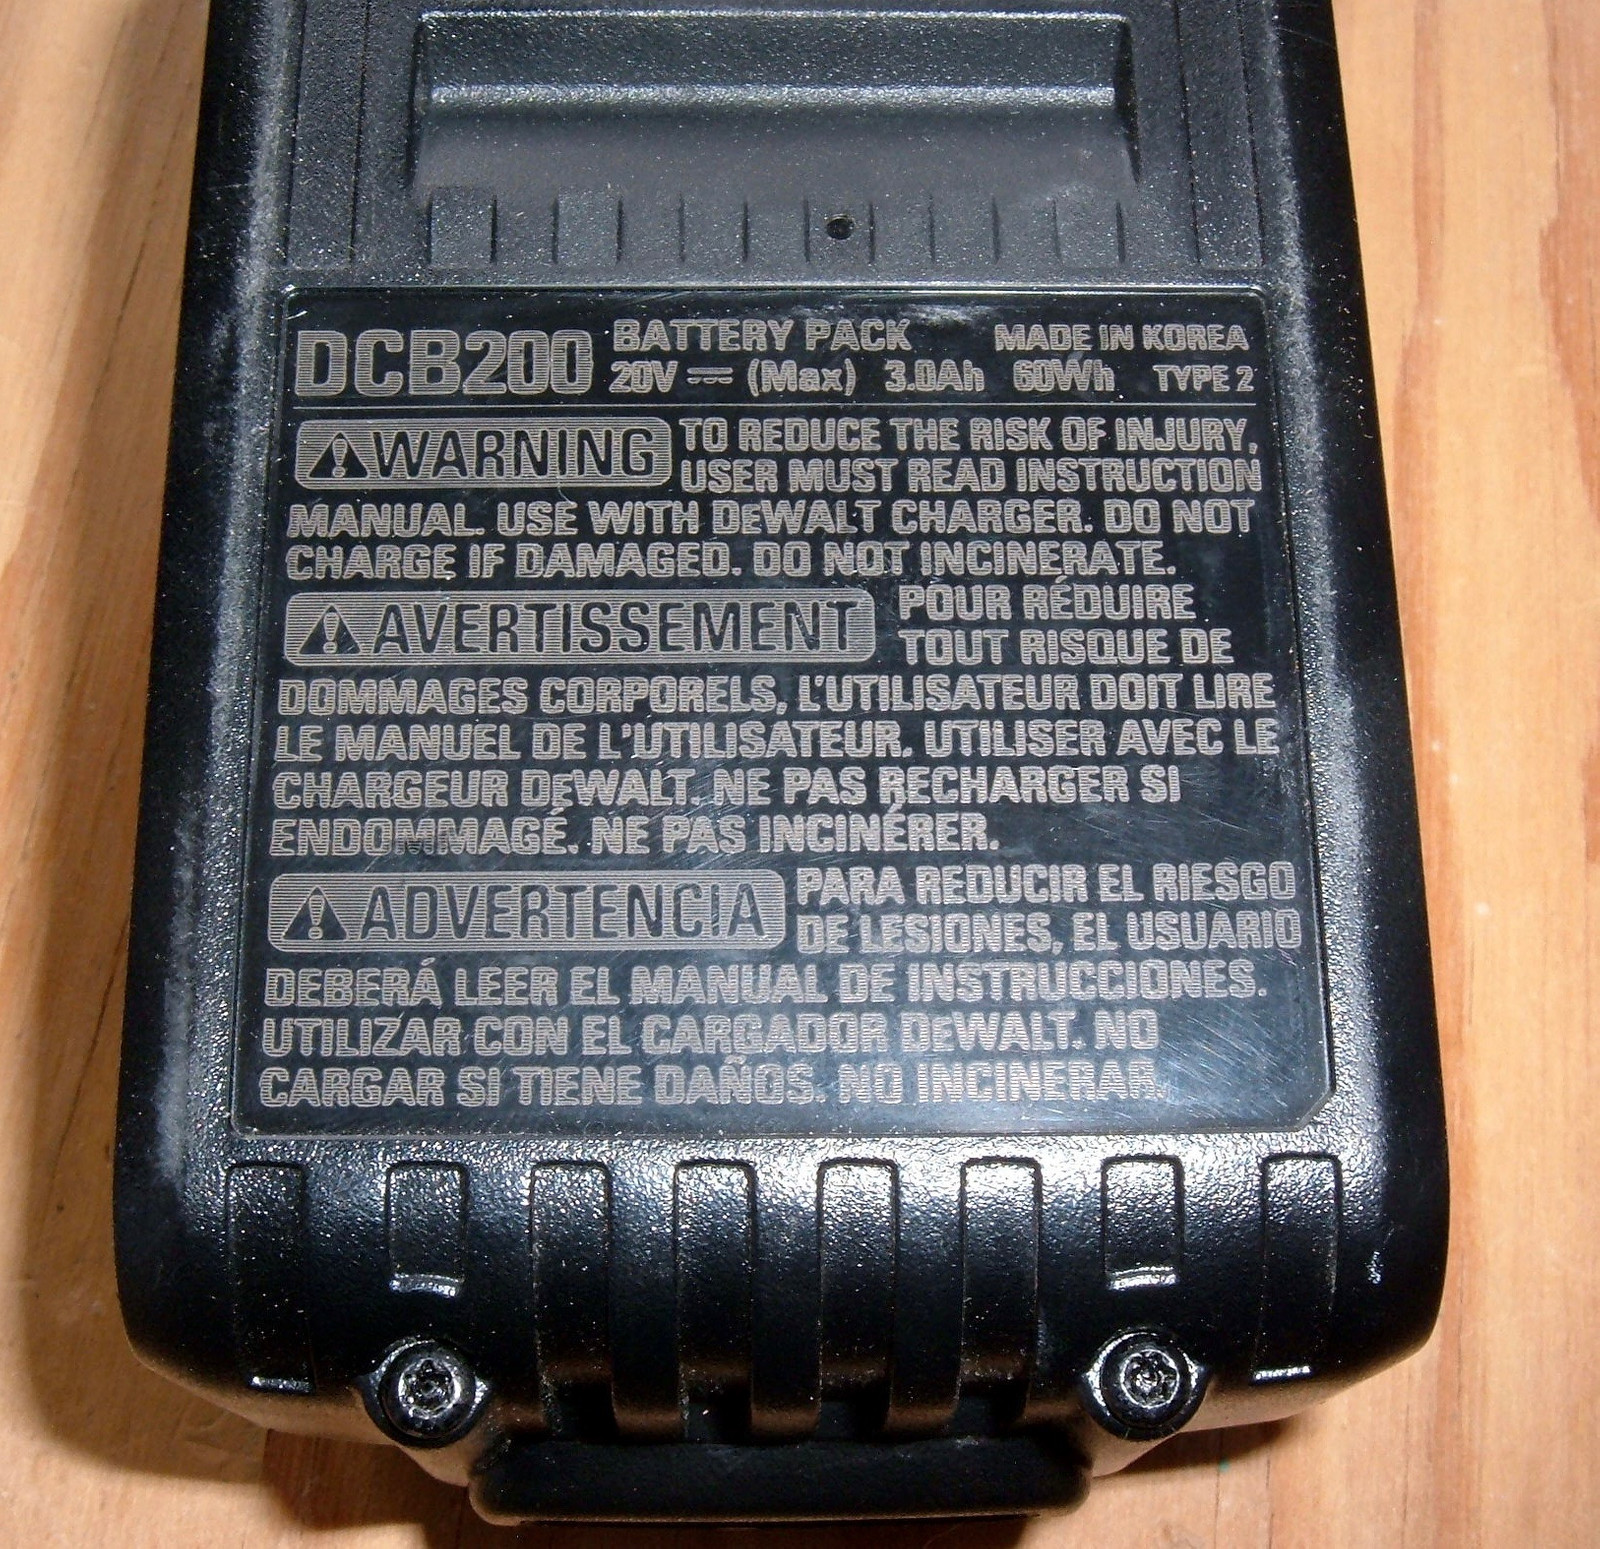 DCB200 BATTERY PACK MADE IN KOREA
20V ⎓ (Max) 3.0Ah 60Wh TYPE 2
⚠WARNING TO REDUCE THE RISK OF INJURY,
USER MUST READ INSTRUCTION
MANUAL. USE WITH DeWALT CHARGER. DO NOT
CHARGE IF DAMAGED. DO NOT INCINERATE.
⚠AVERTISSEMENT POUR RÉDUIRE
TOUT RISQUE DE
DOMMAGES CORPORELS, L'UTILISATEUR DOIT LIRE
LE MANUEL DE L'UTILISATEUR. UTILISER AVEC LE
CHARGEUR DeWALT. NE PAS RECHARGER SI
ENDOMMAGÉ. NE PAS INCINÉRER.
⚠ADVERTENCIA PARA REDUCIR EL RIESGO
DE LESIONES, EL USUARIO
DEBERÁ LEER EL MANUAL DE INSTRUCCIONES.
UTILIZAR CON EL CARGADOR DeWALT. NO
CARGAR SI TIENE DAÑOS. NO INCINERAR.